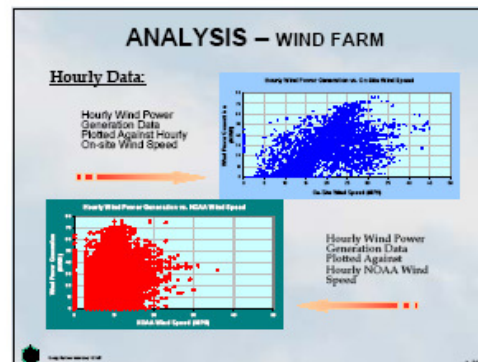 ANALYSIS – WIND FARM
Hourly Data:
Hourly Wind Power
Generation Data
Plotted Against Hourly
On-site Wind Speed
Hourly Wind Power Generation vs. On-Site Wind Speed
Wind Power Generation
On-Site Wind Speed (MPH)
Hourly Wind Power Generation vs. NOAA Wind Speed
Wind Power Generation
NOAA Wind Speed (MPH)
Hourly Wind Power
Generation Data
Plotted Against
Hourly NOAA Wind
Speed